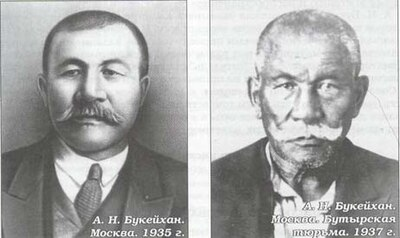 А. Н. Букейхан.
Москва. 1935 г.
А. Н. Букейхан.
Москва. Бутырская
тюрьма. 1937 г.